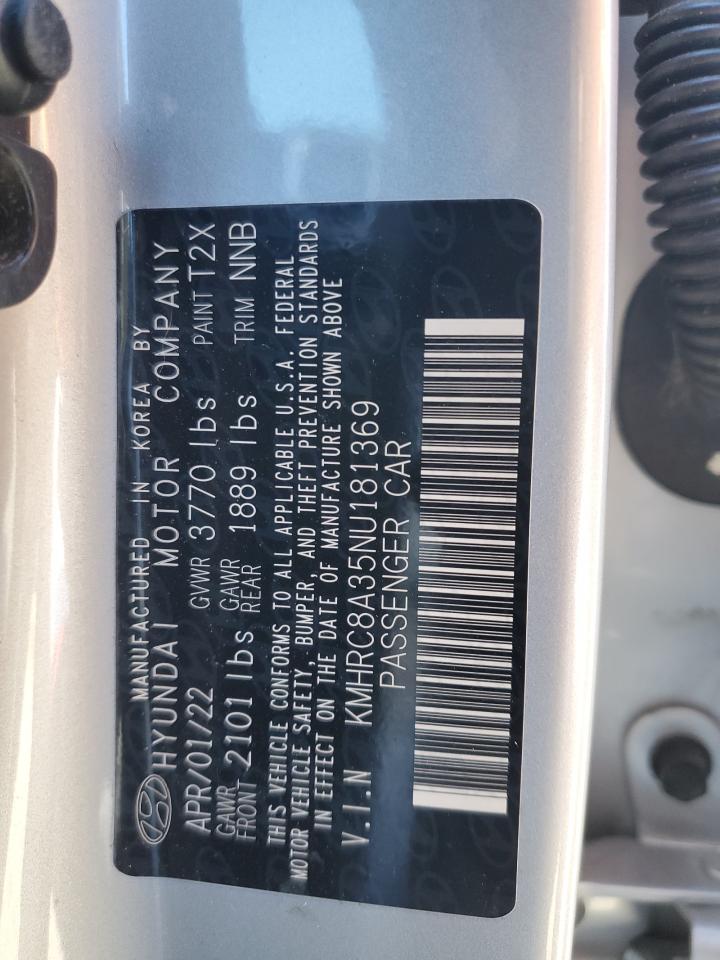 MANUFACTURED IN KOREA BY
HYUNDAI MOTOR COMPANY
APR/01/22 GVWR 3770 lbs PAINT T2X
GAWR FRONT 2101 lbs GAWR REAR 1889 lbs TRIM NNB
THIS VEHICLE CONFORMS TO ALL APPLICABLE U.S.A. FEDERAL
MOTOR VEHICLE SAFETY, BUMPER, AND THEFT PREVENTION STANDARDS
IN EFFECT ON THE DATE OF MANUFACTURE SHOWN ABOVE
V.I.N KMHRC8A35NU181369
PASSENGER CAR